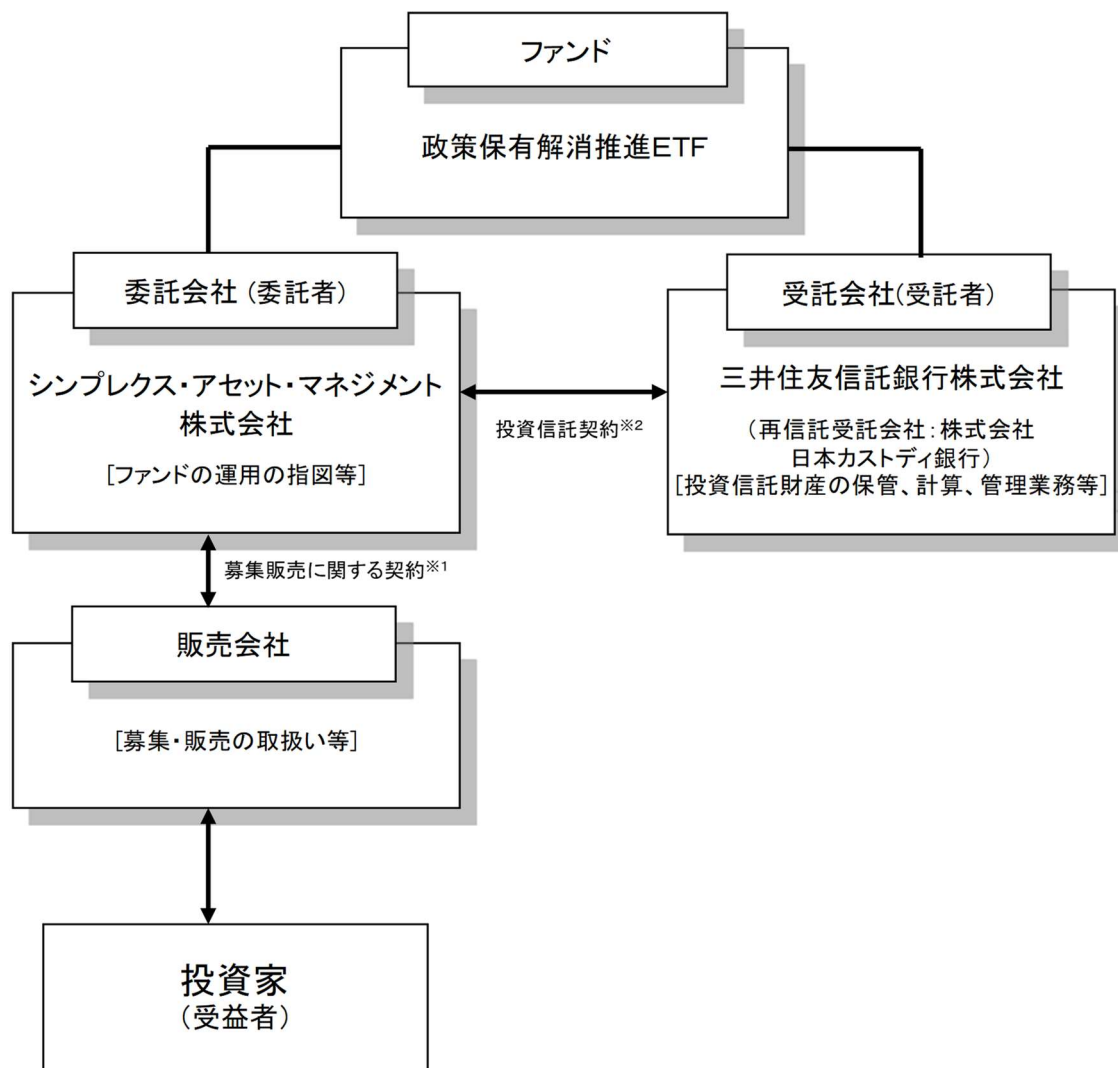 ファンド
政策保有解消推進ETF
委託会社(委託者)
シンプレクス・アセット・マネジメント
株式会社
[ファンドの運用の指図等]
投資信託契約※2
受託会社(受託者)
三井住友信託銀行株式会社
(再信託受託会社:株式会社
日本カストディ銀行)
[投資信託財産の保管、計算、管理業務等]
募集販売に関する契約※1
販売会社
[募集・販売の取扱い等]
投資家
(受益者)